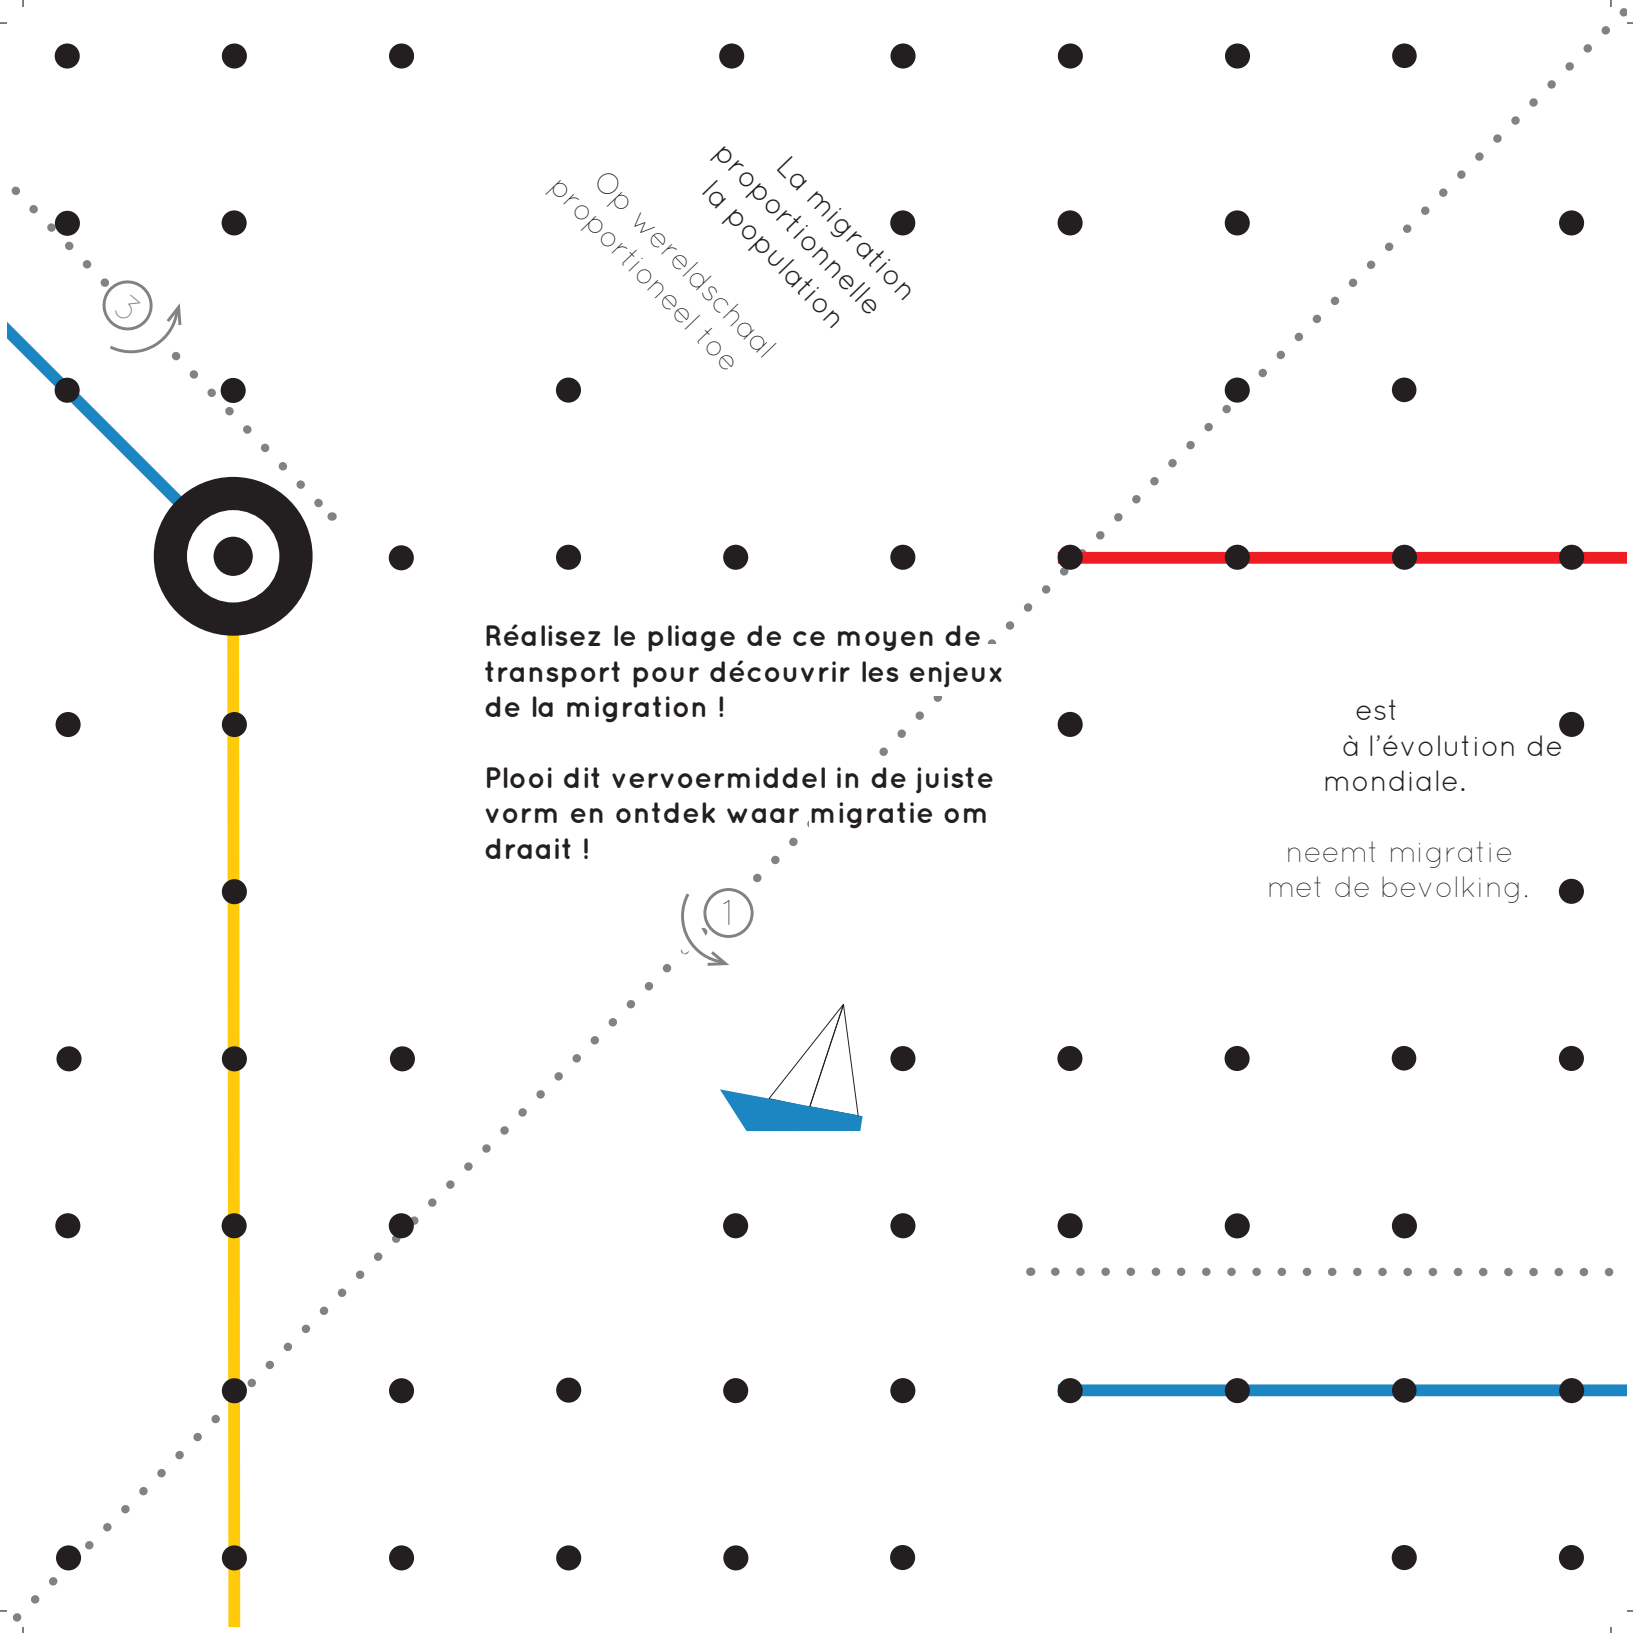 La migration
proportionnelle
la population
Op wereldschaal
proportioneel toe
3
Réalisez le pliage de ce moyen de
transport pour découvrir les enjeux
de la migration !
Plooi dit vervoermiddel in de juiste
vorm en ontdek waar migratie om
draait !
est
à l’évolution de
mondiale.
neemt migratie
met de bevolking.
1